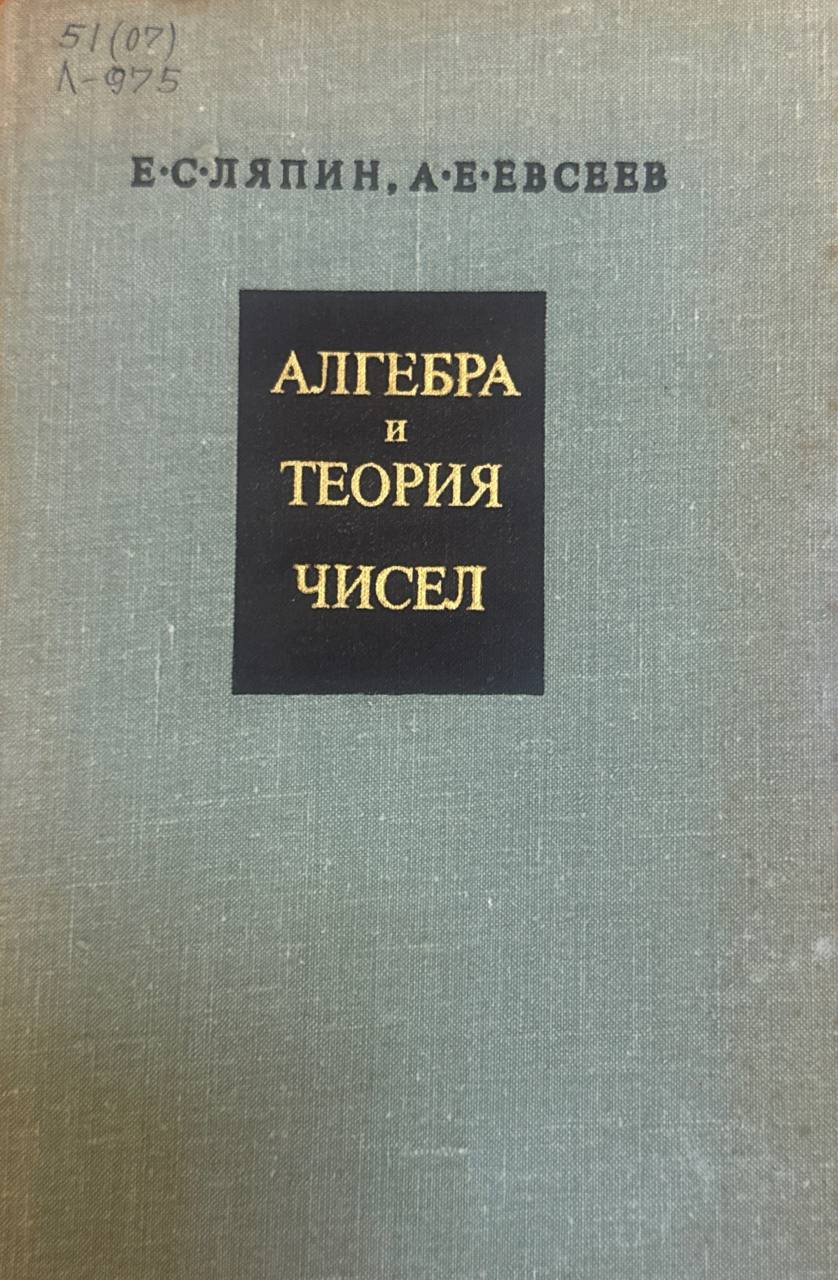 51(07)
Л-975
Е·С·ЛЯПИН, А·Е·ЕВСЕЕВ
АЛГЕБРА
и
ТЕОРИЯ
ЧИСЕЛ